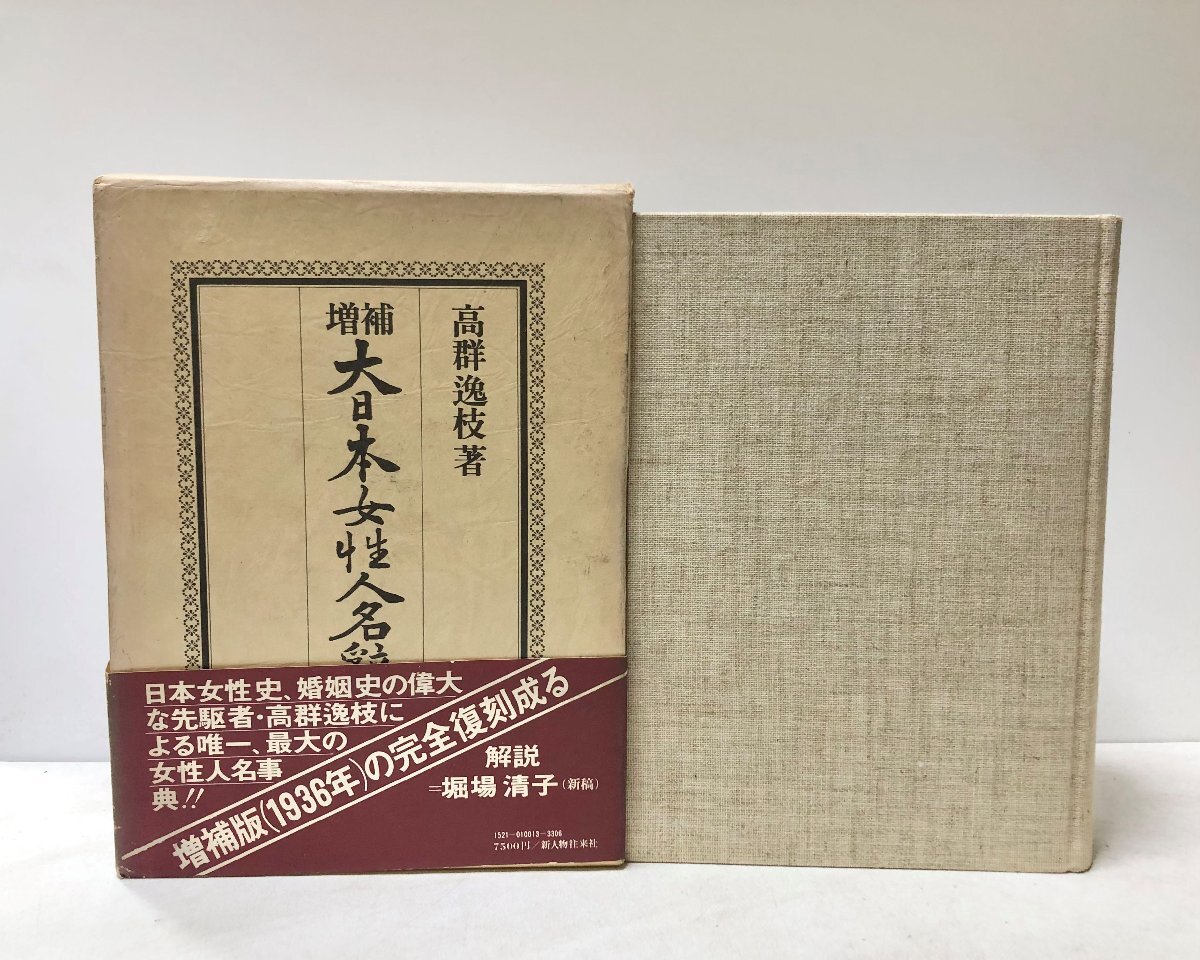 高群逸枝著
増補
大日本女性人名辭
日本女性史、婚姻史の偉大
な先駆者・高群逸枝に
よる唯一、最大の
女性人名事
典!!
増補版(1936年)の完全復刻成る
解説
=堀場清子(新稿)
1521-010013-3306
7500円/新人物往来社